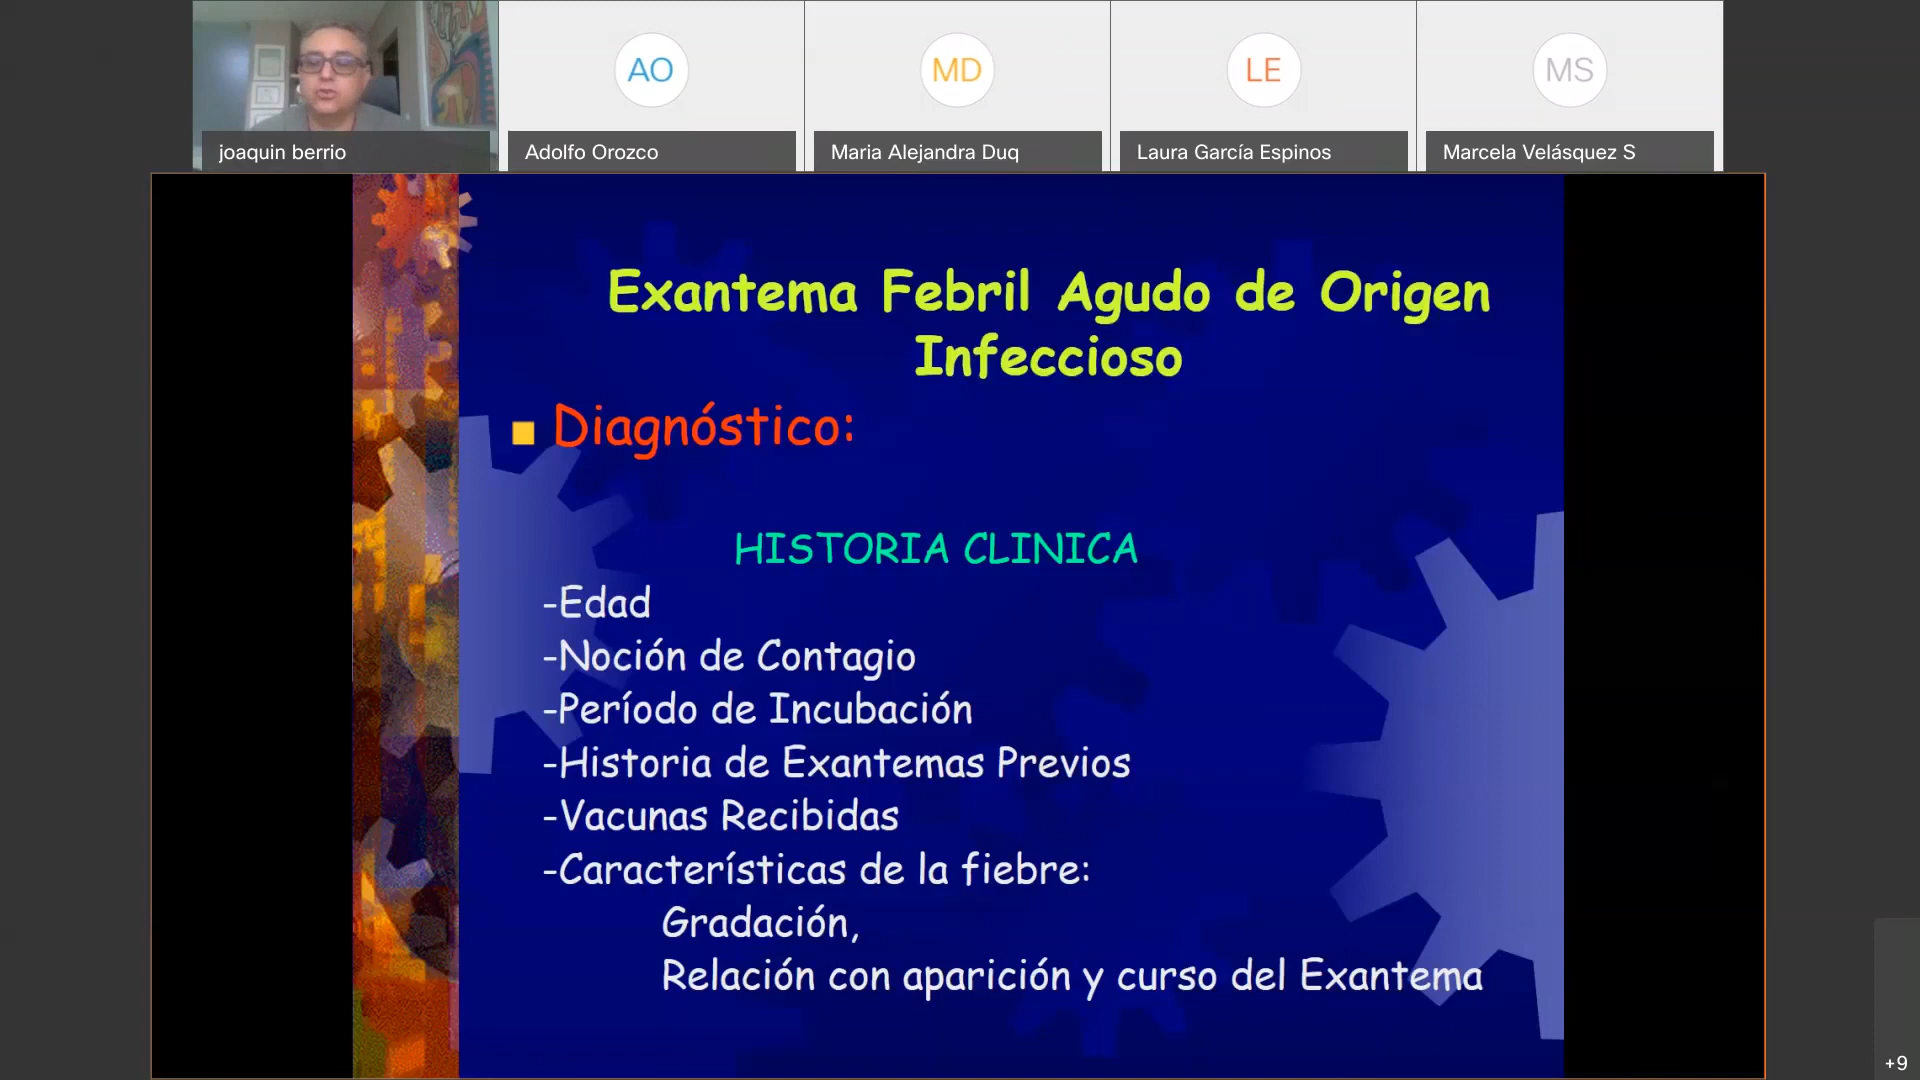 AO
MD
LE
MS
joaquin berrio
Adolfo Orozco
Maria Alejandra Duq
Laura García Espinos
Marcela Velásquez S
Exantema Febril Agudo de Origen
Infeccioso
Diagnóstico:
HISTORIA CLINICA
-Edad
-Noción de Contagio
-Período de Incubación
-Historia de Exantemas Previos
-Vacunas Recibidas
-Características de la fiebre:
Gradación,
Relación con aparición y curso del Exantema
+9